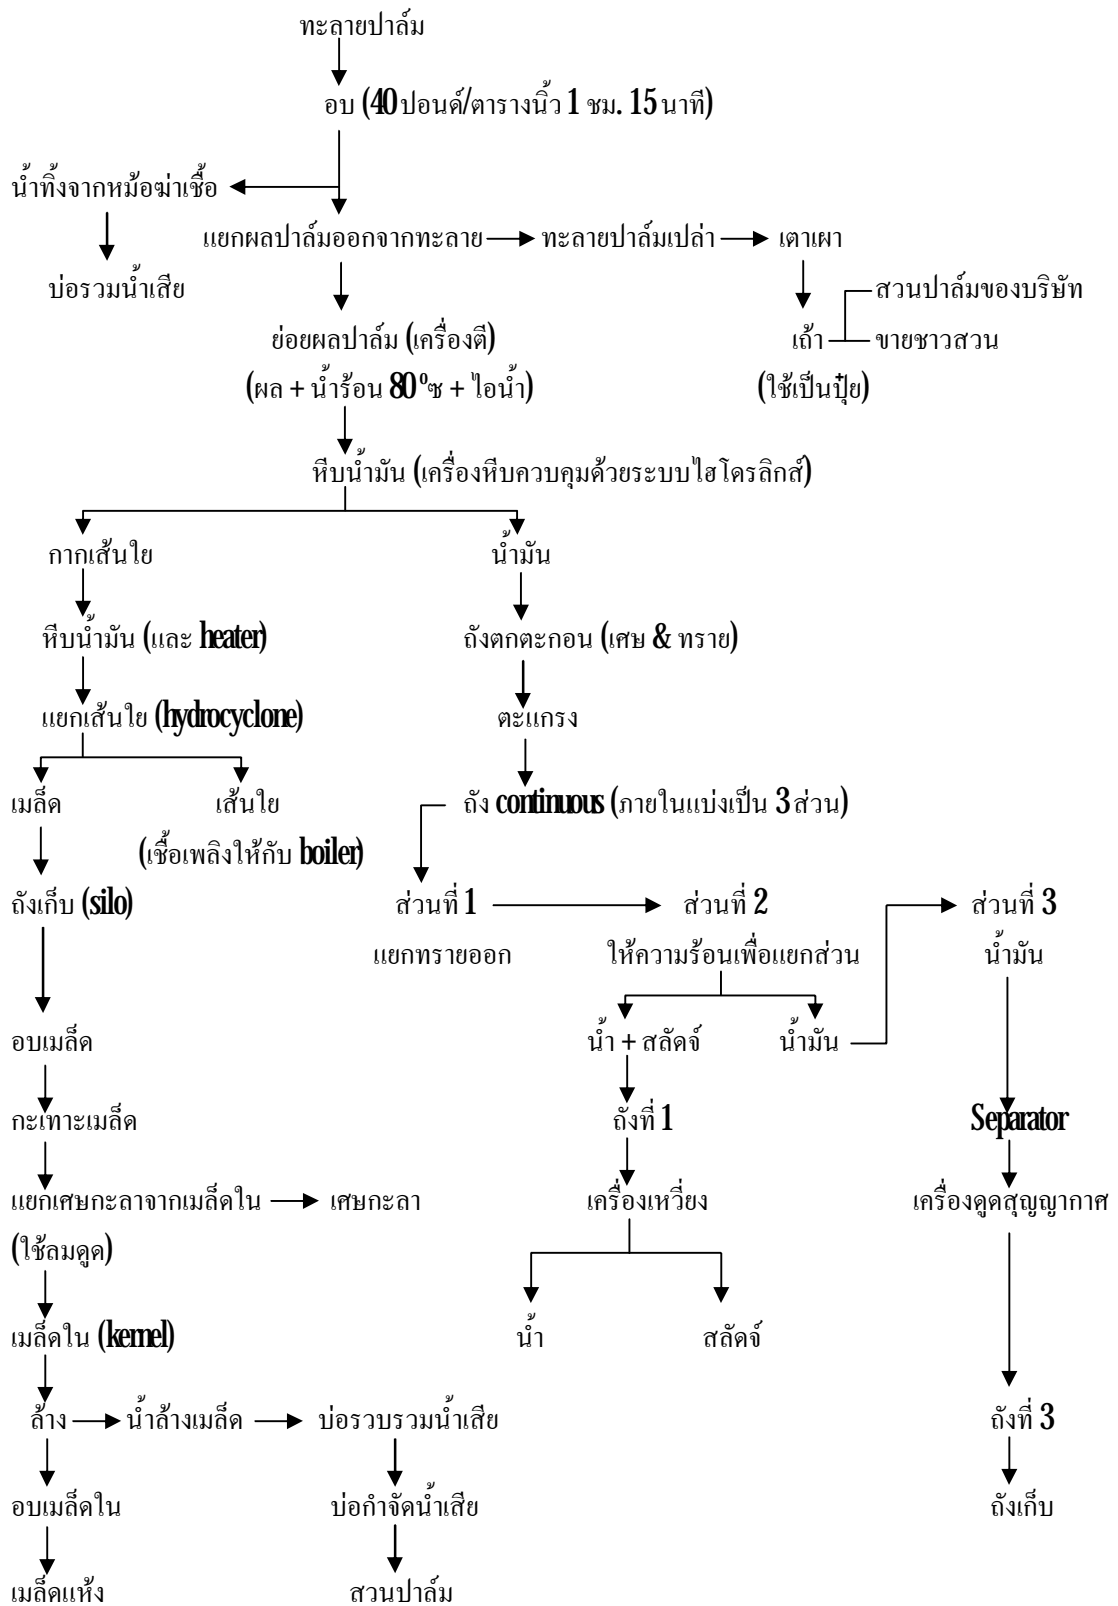 ทะลายปาล์ม
อบ (40 ปอนด์/ตารางนิ้ว 1 ชม. 15 นาที)
น้ำทิ้งจากหม้อฆ่าเชื้อ
แยกผลปาล์มออกจากทะลาย ทะลายปาล์มเปล่า เตาเผา
บ่อรวมน้ำเสีย สวนปาล์มของบริษัท
ย่อยผลปาล์ม (เครื่องตี) เถ้า ขายชาวสวน
(ผล + น้ำร้อน 80 ºซ + ไอน้ำ) (ใช้เป็นปุ๋ย)
หีบน้ำมัน (เครื่องหีบควบคุมด้วยระบบไฮโดรลิกส์)
กากเส้นใย น้ำมัน
หีบน้ำมัน (และ heater) ถังตกตะกอน (เศษ & ทราย)
แยกเส้นใย (hydrocyclone) ตะแกรง
เมล็ด เส้นใย ถัง continuous (ภายในแบ่งเป็น 3 ส่วน)
(เชื้อเพลิงให้กับ boiler)
ถังเก็บ (silo) ส่วนที่ 1 ส่วนที่ 2 ส่วนที่ 3
แยกทรายออก ให้ความร้อนเพื่อแยกส่วน น้ำมัน
อบเมล็ด น้ำ + สลัดจ์ น้ำมัน
กะเทาะเมล็ด ถังที่ 1 Separator
แยกเศษกะลาจากเมล็ดใน เศษกะลา เครื่องเหวี่ยง เครื่องดูดสุญญากาศ
(ใช้ลมดูด)
เมล็ดใน (kernel) น้ำ สลัดจ์
ล้าง น้ำล้างเมล็ด บ่อรวบรวมน้ำเสีย ถังที่ 3
อบเมล็ดใน บ่อกำจัดน้ำเสีย ถังเก็บ
เมล็ดแห้ง สวนปาล์ม